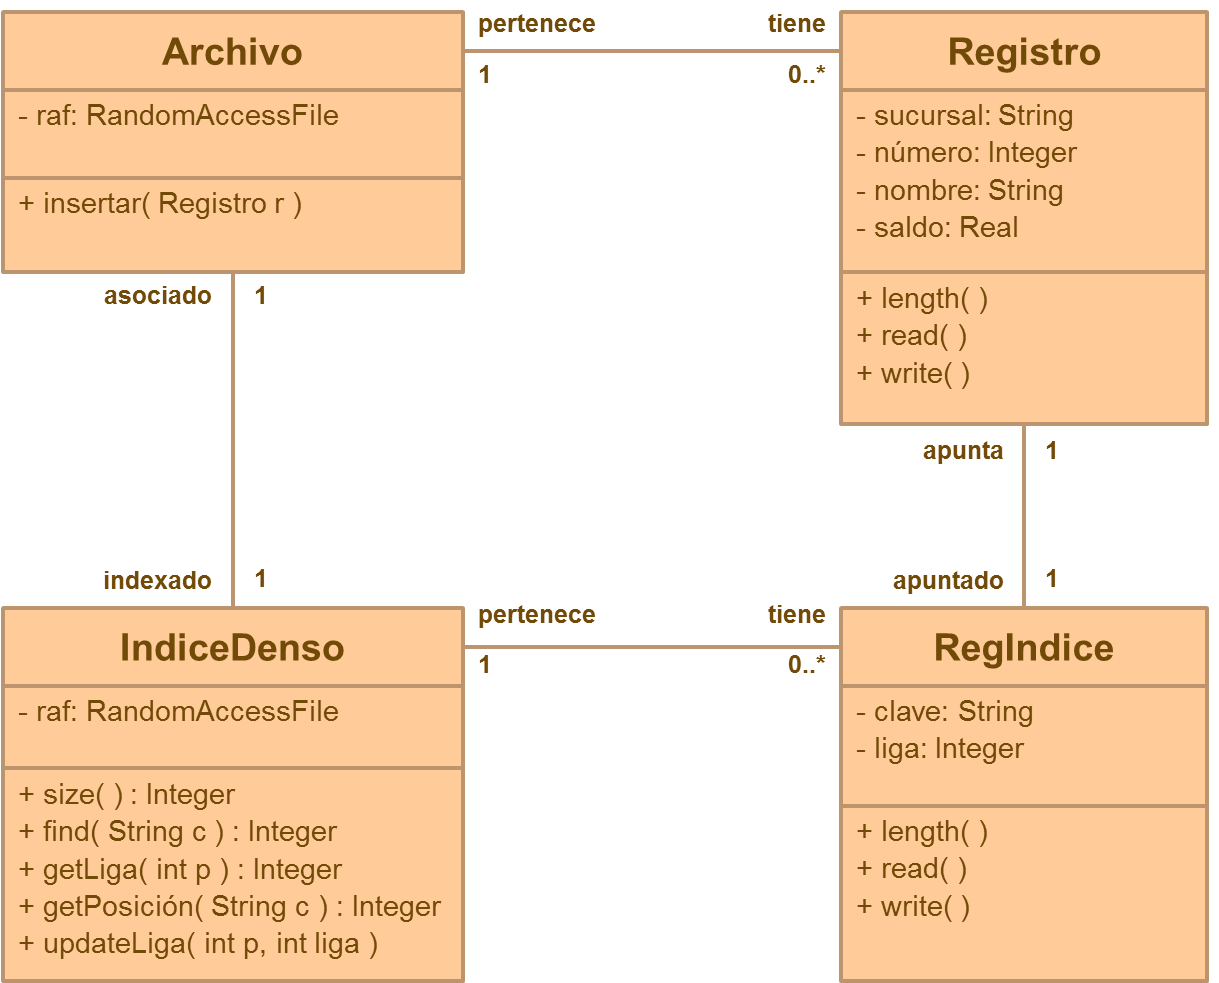 Archivo
- raf: RandomAccessFile
+ insertar( Registro r )
pertenece
tiene
1
0..*
Registro
- sucursal: String
- número: Integer
- nombre: String
- saldo: Real
+ length( )
+ read( )
+ write( )
asociado
1
apunta
1
indexado
1
apuntado
1
IndiceDenso
- raf: RandomAccessFile
+ size( ) : Integer
+ find( String c ) : Integer
+ getLiga( int p ) : Integer
+ getPosición( String c ) : Integer
+ updateLiga( int p, int liga )
pertenece
tiene
1
0..*
RegIndice
- clave: String
- liga: Integer
+ length( )
+ read( )
+ write( )